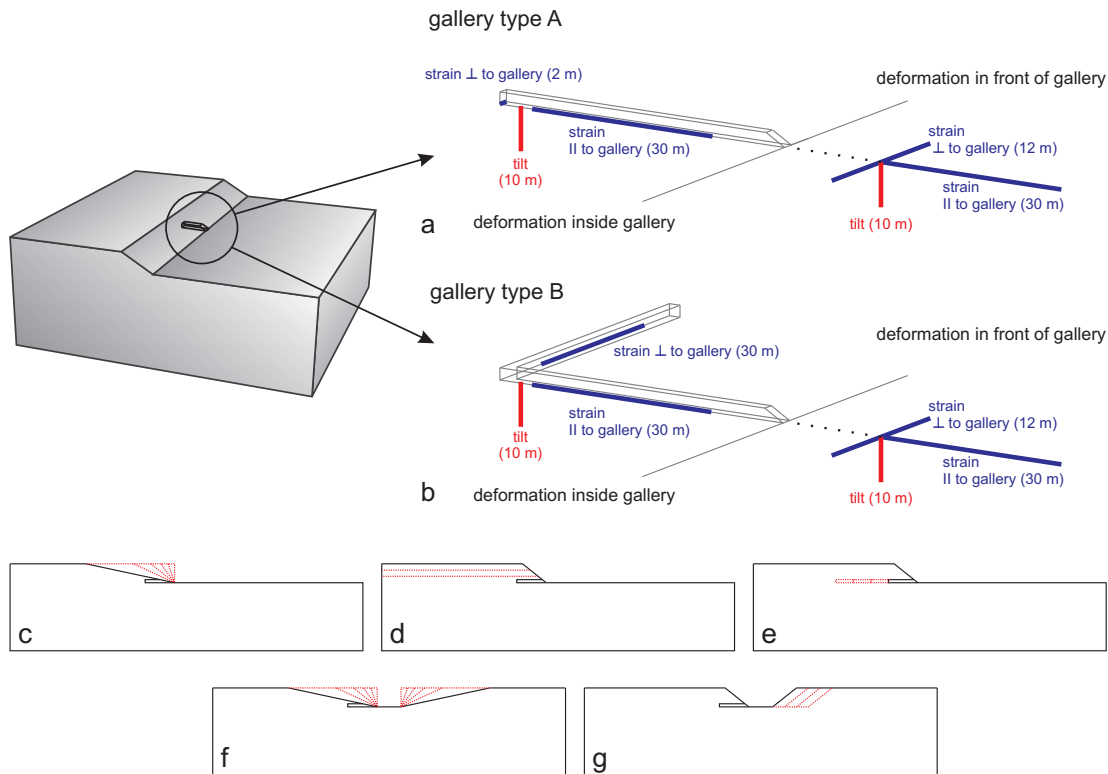 gallery type A
strain ⊥ to gallery (2 m)
deformation in front of gallery
strain
II to gallery (30 m)
tilt
(10 m)
strain
⊥ to gallery (12 m)
strain
II to gallery (30 m)
tilt (10 m)
a
deformation inside gallery
gallery type B
deformation in front of gallery
strain ⊥ to gallery (30 m)
strain
II to gallery (30 m)
tilt
(10 m)
strain
⊥ to gallery (12 m)
strain
II to gallery (30 m)
tilt (10 m)
b
deformation inside gallery
c
d
e
f
g